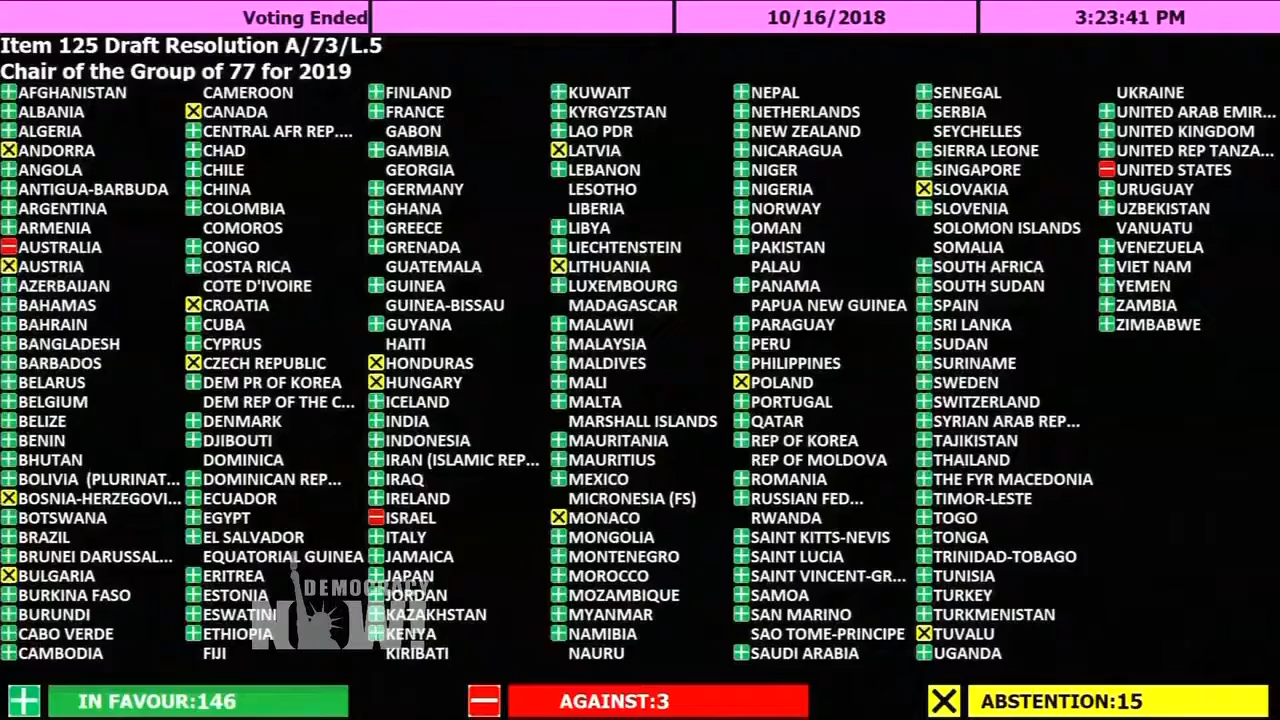 Voting Ended 10/16/2018 3:23:41 PM
Item 125 Draft Resolution A/73/L.5
Chair of the Group of 77 for 2019
AFGHANISTAN
ALBANIA
ALGERIA
ANDORRA
ANGOLA
ANTIGUA-BARBUDA
ARGENTINA
ARMENIA
AUSTRALIA
AUSTRIA
AZERBAIJAN
BAHAMAS
BAHRAIN
BANGLADESH
BARBADOS
BELARUS
BELGIUM
BELIZE
BENIN
BHUTAN
BOLIVIA (PLURINAT...
BOSNIA-HERZEGOVI...
BOTSWANA
BRAZIL
BRUNEI DARUSSAL...
BULGARIA
BURKINA FASO
BURUNDI
CABO VERDE
CAMBODIA
CAMEROON
CANADA
CENTRAL AFR REP....
CHAD
CHILE
CHINA
COLOMBIA
COMOROS
CONGO
COSTA RICA
COTE D'IVOIRE
CROATIA
CUBA
CYPRUS
CZECH REPUBLIC
DEM PR OF KOREA
DEM REP OF THE C...
DENMARK
DJIBOUTI
DOMINICA
DOMINICAN REP...
ECUADOR
EGYPT
EL SALVADOR
EQUATORIAL GUINEA
ERITREA
ESTONIA
ESWATINI
ETHIOPIA
FIJI
FINLAND
FRANCE
GABON
GAMBIA
GEORGIA
GERMANY
GHANA
GREECE
GRENADA
GUATEMALA
GUINEA
GUINEA-BISSAU
GUYANA
HAITI
HONDURAS
HUNGARY
ICELAND
INDIA
INDONESIA
IRAN (ISLAMIC REP...
IRAQ
IRELAND
ISRAEL
ITALY
JAMAICA
JAPAN
JORDAN
KAZAKHSTAN
KENYA
KIRIBATI
KUWAIT
KYRGYZSTAN
LAO PDR
LATVIA
LEBANON
LESOTHO
LIBERIA
LIBYA
LIECHTENSTEIN
LITHUANIA
LUXEMBOURG
MADAGASCAR
MALAWI
MALAYSIA
MALDIVES
MALI
MALTA
MARSHALL ISLANDS
MAURITANIA
MAURITIUS
MEXICO
MICRONESIA (FS)
MONACO
MONGOLIA
MONTENEGRO
MOROCCO
MOZAMBIQUE
MYANMAR
NAMIBIA
NAURU
NEPAL
NETHERLANDS
NEW ZEALAND
NICARAGUA
NIGER
NIGERIA
NORWAY
OMAN
PAKISTAN
PALAU
PANAMA
PAPUA NEW GUINEA
PARAGUAY
PERU
PHILIPPINES
POLAND
PORTUGAL
QATAR
REP OF KOREA
REP OF MOLDOVA
ROMANIA
RUSSIAN FED...
RWANDA
SAINT KITTS-NEVIS
SAINT LUCIA
SAINT VINCENT-GR...
SAMOA
SAN MARINO
SAO TOME-PRINCIPE
SAUDI ARABIA
SENEGAL
SERBIA
SEYCHELLES
SIERRA LEONE
SINGAPORE
SLOVAKIA
SLOVENIA
SOLOMON ISLANDS
SOMALIA
SOUTH AFRICA
SOUTH SUDAN
SPAIN
SRI LANKA
SUDAN
SURINAME
SWEDEN
SWITZERLAND
SYRIAN ARAB REP...
TAJIKISTAN
THAILAND
THE FYR MACEDONIA
TIMOR-LESTE
TOGO
TONGA
TRINIDAD-TOBAGO
TUNISIA
TURKEY
TURKMENISTAN
TUVALU
UGANDA
UKRAINE
UNITED ARAB EMIR...
UNITED KINGDOM
UNITED REP TANZA...
UNITED STATES
URUGUAY
UZBEKISTAN
VANUATU
VENEZUELA
VIET NAM
YEMEN
ZAMBIA
ZIMBABWE
DEMOCRACY
NOW!
IN FAVOUR:146 AGAINST:3 ABSTENTION:15